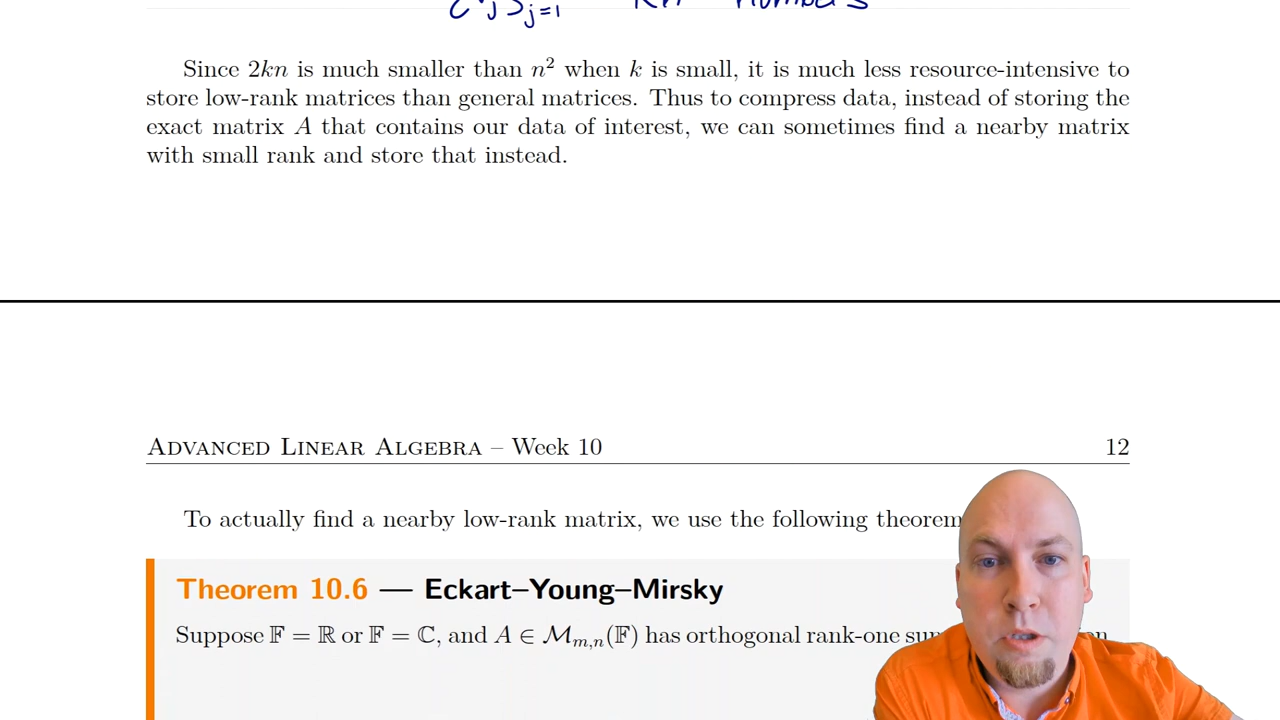 j=1 kn numbers
Since 2kn is much smaller than n² when k is small, it is much less resource-intensive to
store low-rank matrices than general matrices. Thus to compress data, instead of storing the
exact matrix A that contains our data of interest, we can sometimes find a nearby matrix
with small rank and store that instead.
Advanced Linear Algebra – Week 10 12
To actually find a nearby low-rank matrix, we use the following theorem
Theorem 10.6 — Eckart–Young–Mirsky
Suppose 𝔽 = ℝ or 𝔽 = ℂ, and A ∈ ℳm,n(𝔽) has orthogonal rank-one